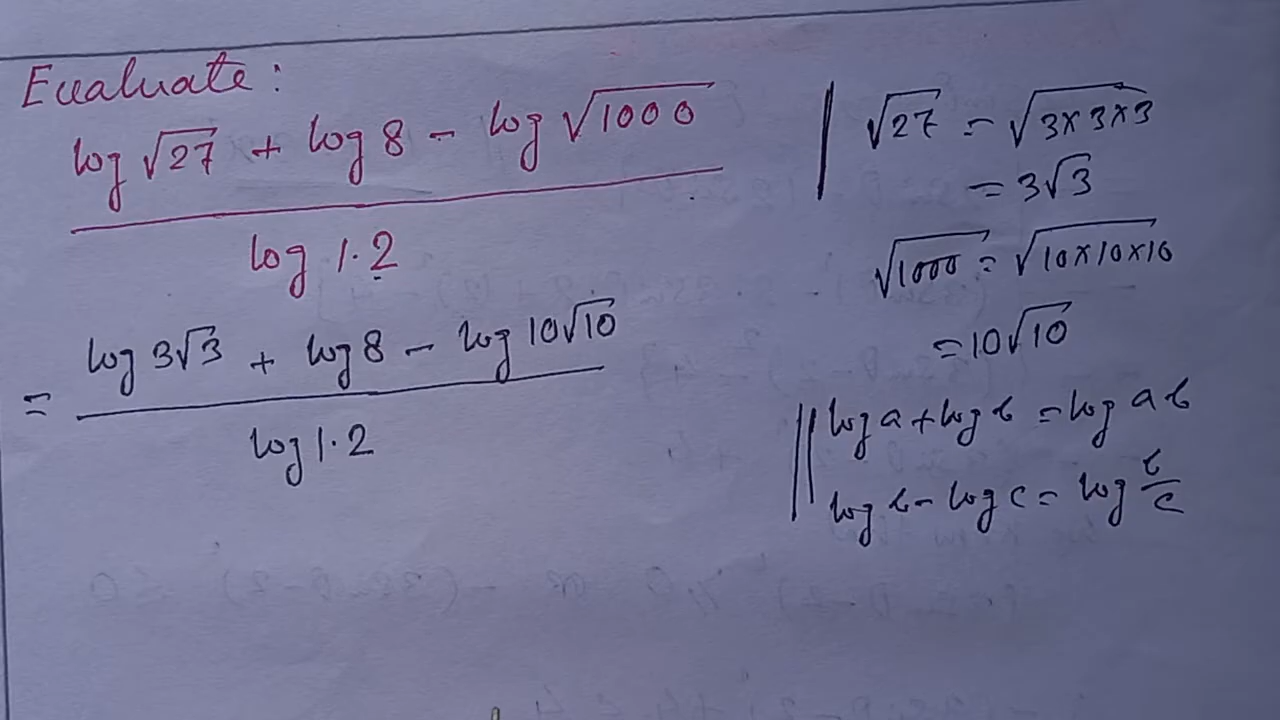 Evaluate:
log √27 + log 8 - log √1000
log 1.2
= log 3√3 + log 8 - log 10√10
log 1.2
√27 = √3×3×3
= 3√3
√1000 = √10×10×10
= 10√10
log a + log b = log ab
log b - log c = log b/c